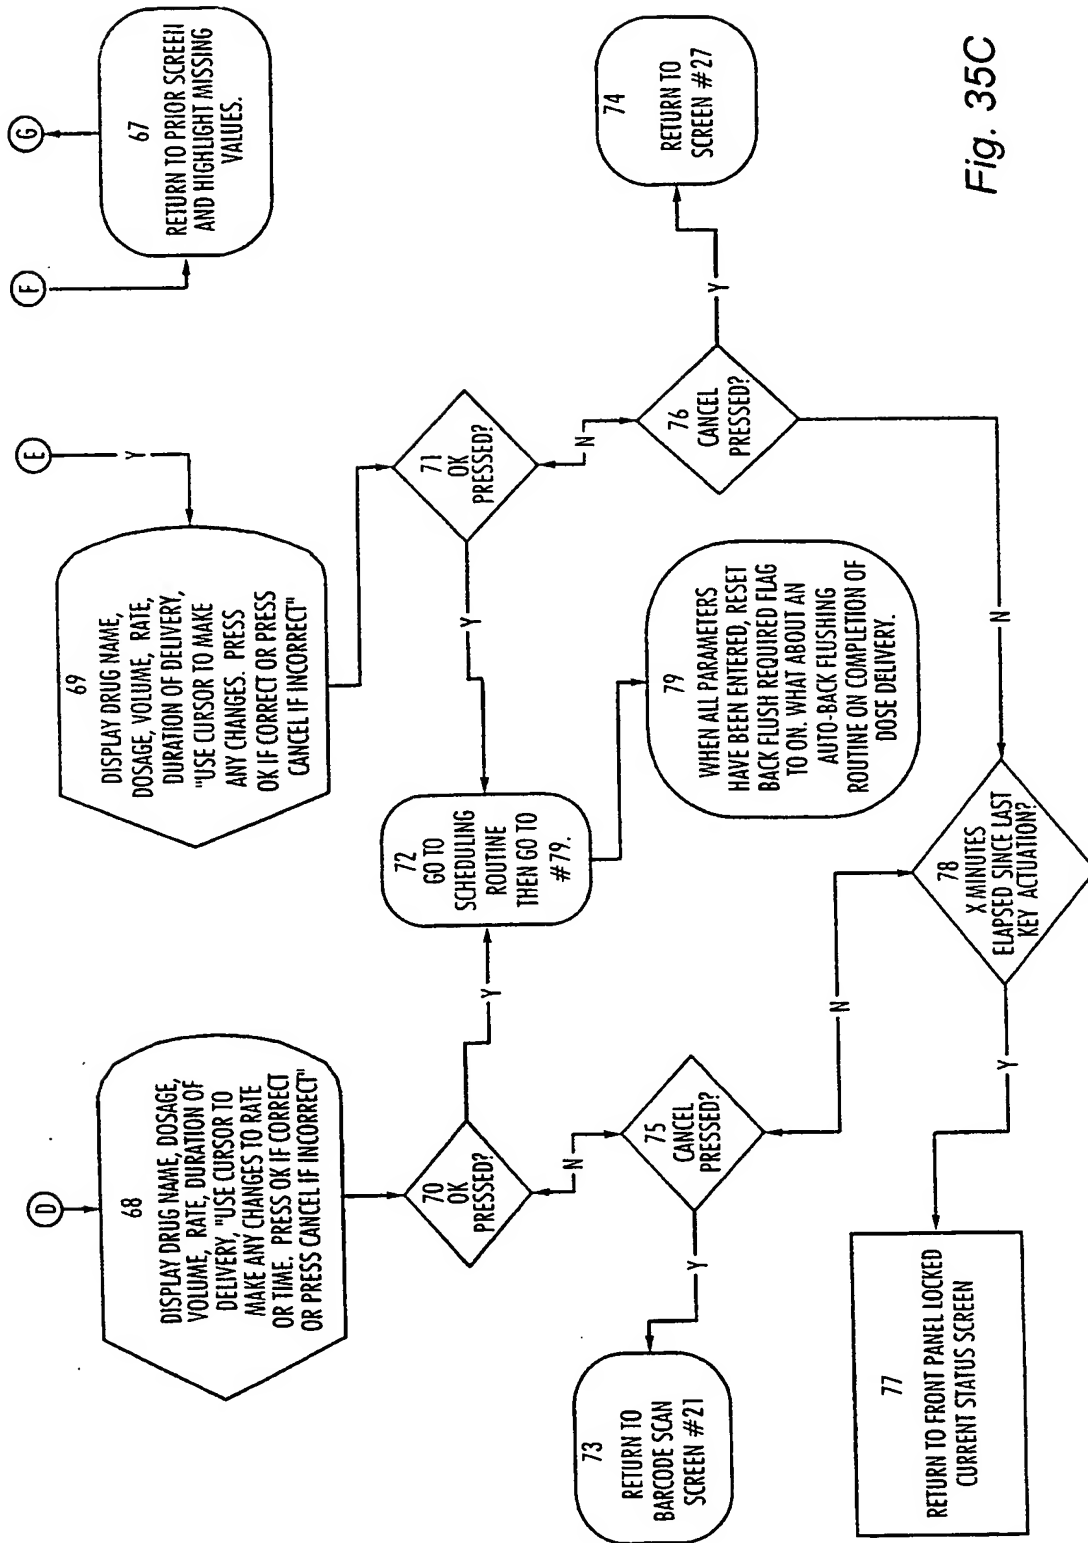 D
68
DISPLAY DRUG NAME, DOSAGE,
VOLUME, RATE, DURATION OF
DELIVERY, "USE CURSOR TO
MAKE ANY CHANGES TO RATE
OR TIME. PRESS OK IF CORRECT
OR PRESS CANCEL IF INCORRECT"
E
Y
69
DISPLAY DRUG NAME,
DOSAGE, VOLUME, RATE,
DURATION OF DELIVERY,
"USE CURSOR TO MAKE
ANY CHANGES. PRESS
OK IF CORRECT OR PRESS
CANCEL IF INCORRECT"
F
G
67
RETURN TO PRIOR SCREEN
AND HIGHLIGHT MISSING
VALUES.
70
OK
PRESSED?
Y
72
GO TO
SCHEDULING
ROUTINE
THEN GO TO
#79.
Y
71
OK
PRESSED?
N
N
73
RETURN TO
BARCODE SCAN
SCREEN #21
Y
75
CANCEL
PRESSED?
79
WHEN ALL PARAMETERS
HAVE BEEN ENTERED, RESET
BACK FLUSH REQUIRED FLAG
TO ON. WHAT ABOUT AN
AUTO-BACK FLUSHING
ROUTINE ON COMPLETION OF
DOSE DELIVERY.
76
CANCEL
PRESSED?
Y
74
RETURN TO
SCREEN #27
N
N
77
RETURN TO FRONT PANEL LOCKED
CURRENT STATUS SCREEN
Y
78
X MINUTES
ELAPSED SINCE LAST
KEY ACTUATION?
Fig. 35C